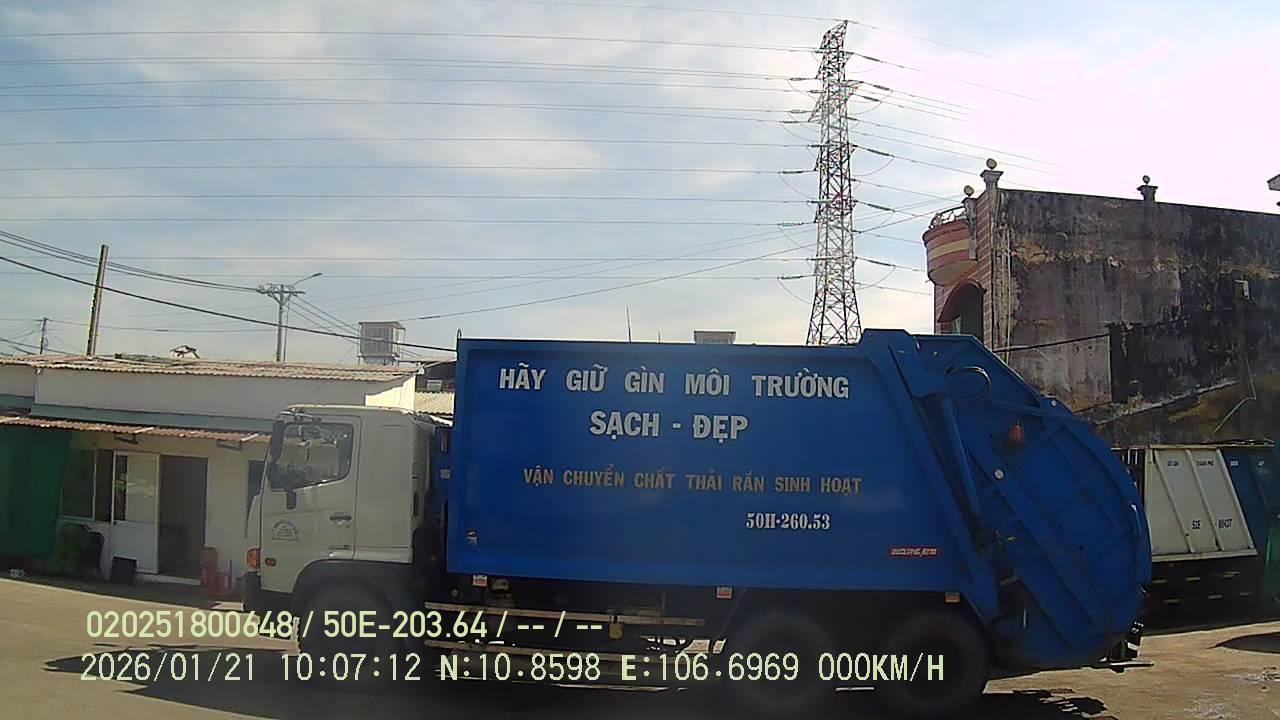 HÃY GIỮ GÌN MÔI TRƯỜNG
SẠCH - ĐẸP
VẬN CHUYỂN CHẤT THẢI RẮN SINH HOẠT
50H-260.53
020251800648 / 50E-203.64 / -- / --
2026/01/21 10:07:12 N:10.8598 E:106.6969 000KM/H